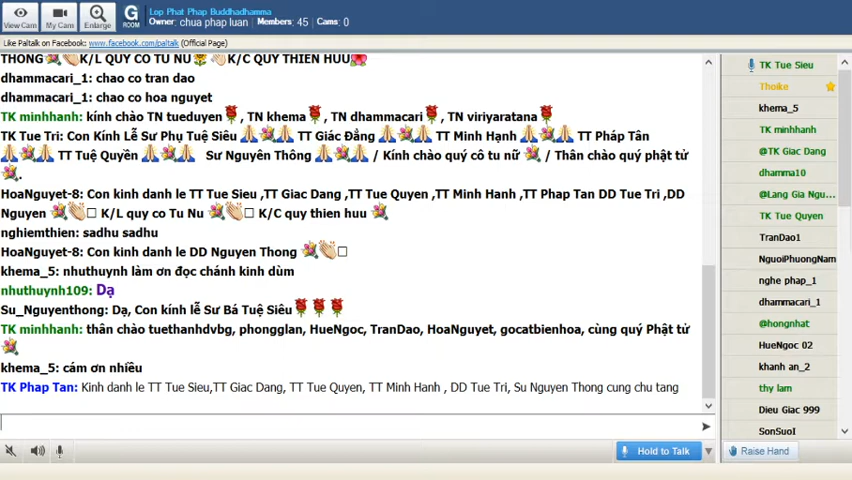 Lop Phat Phap Buddhadhamma
Owner: chua phap luan Members: 45 Cams: 0
View Cam My Cam Enlarge G ROOM
Like Paltalk on Facebook: www.facebook.com/paltalk (Official Page)
THONG K/L QUY CO TU NU K/C QUY THIEN HUU
dhammacari_1: chao co tran dao
dhammacari_1: chao co hoa nguyet
TK minhhanh: kính chào TN tueduyen, TN khema, TN dhammacari, TN viriyaratana
TK Tue Tri: Con Kính Lễ Sư Phụ Tuệ Siêu TT Giác Đẳng TT Minh Hạnh TT Pháp Tân
TT Tuệ Quyền Sư Nguyên Thông / Kính chào quý cô tu nữ / Thân chào quý phật tử
.
HoaNguyet-8: Con kinh danh le TT Tue Sieu ,TT Giac Dang ,TT Tue Quyen ,TT Minh Hanh ,TT Phap Tan DD Tue Tri ,DD
Nguyen K/L quy co Tu Nu K/C quy thien huu
nghiemthien: sadhu sadhu
HoaNguyet-8: Con kinh danh le DD Nguyen Thong
khema_5: nhuthuynh làm ơn đọc chánh kinh dùm
nhuthuynh109: Dạ
Su_Nguyenthong: Dạ, Con kính lễ Sư Bá Tuệ Siêu
TK minhhanh: thân chào tuethanhdvbg, phongglan, HueNgoc, TranDao, HoaNguyet, gocatbienhoa, cùng quý Phật tử
khema_5: cám ơn nhiều
TK Phap Tan: Kinh danh le TT Tue Sieu,TT Giac Dang, TT Tue Quyen, TT Minh Hanh , DD Tue Tri, Su Nguyen Thong cung chu tang
Hold to Talk
TK Tue Sieu
Thoike
khema_5
TK minhhanh
@TK Giac Dang
dhamma10
@Lang Gia Ngu...
TK Tue Quyen
TranDao1
NguoiPhuongNam
nghe phap_1
dhammacari_1
@hongnhat
HueNgoc 02
khanh an_2
thy lam
Dieu Giac 999
SonSuoI
Raise Hand